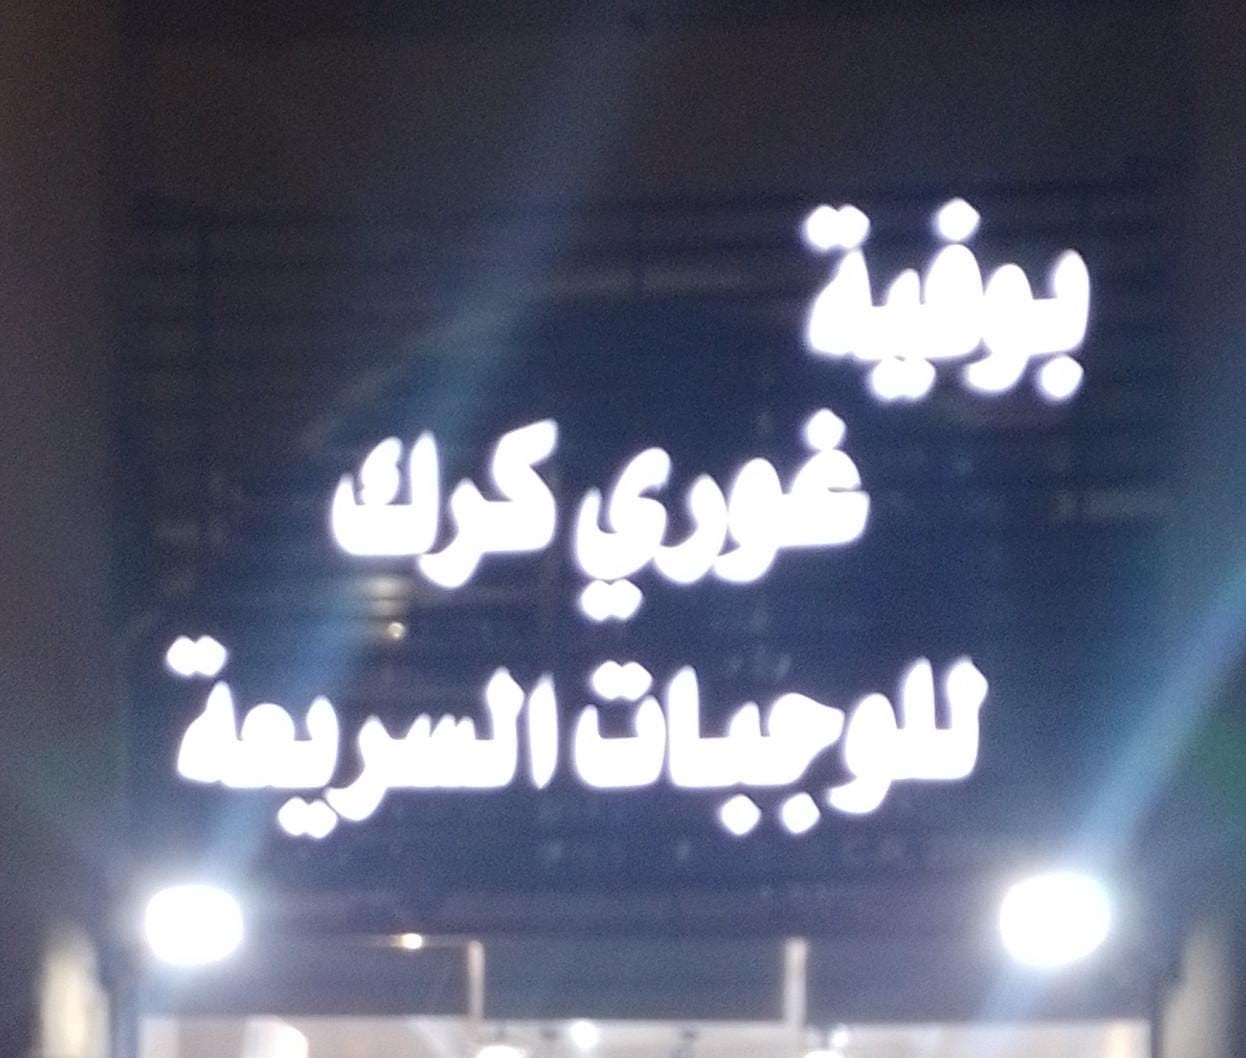 بوفية
غوري كرك
للوجبات السريعة